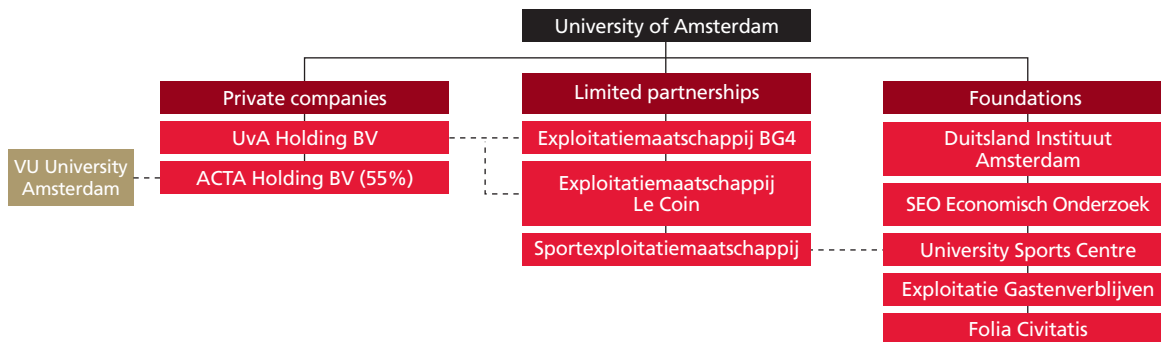 University of Amsterdam
Private companies
UvA Holding BV
ACTA Holding BV (55%)
VU University
Amsterdam
Limited partnerships
Exploitatiemaatschappij BG4
Exploitatiemaatschappij
Le Coin
Sportexploitatiemaatschappij
Foundations
Duitsland Instituut
Amsterdam
SEO Economisch Onderzoek
University Sports Centre
Exploitatie Gastenverblijven
Folia Civitatis